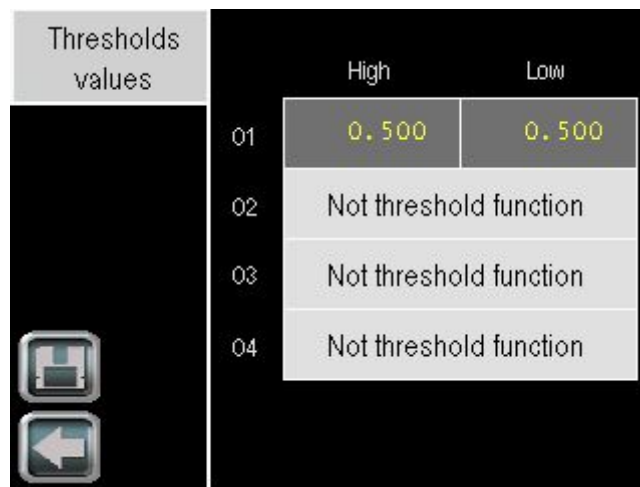 Thresholds
values
High Low
01 0.500 0.500
02 Not threshold function
03 Not threshold function
04 Not threshold function